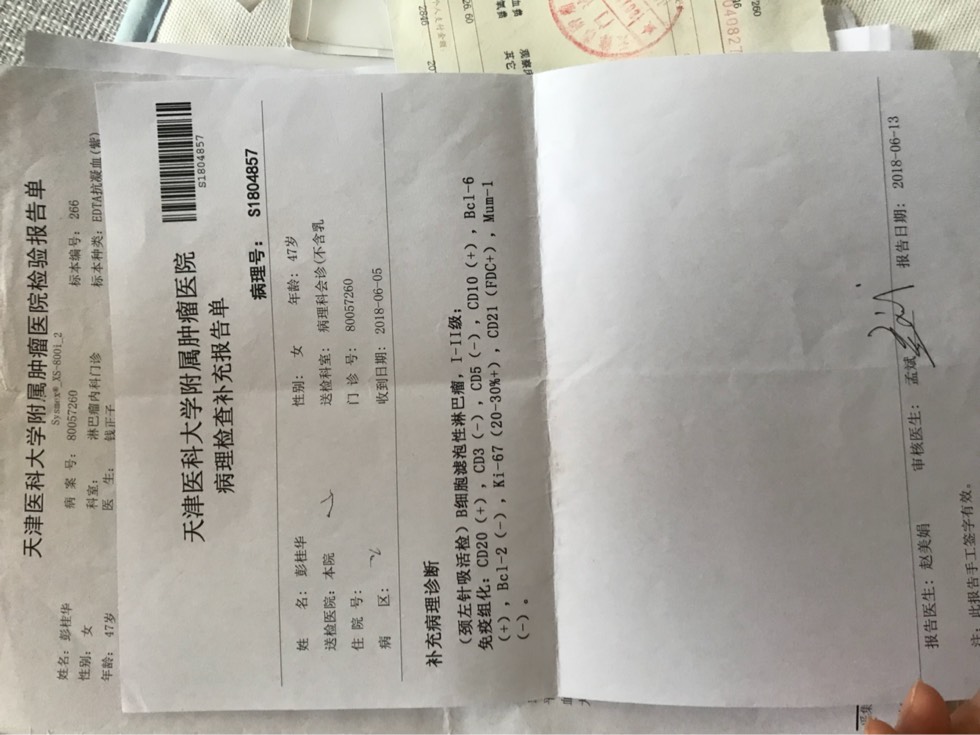 天津医科大学附属肿瘤医院检验报告单
Sysmex®_XS-800i_2
姓名: 彭桂华
病 案 号: 80057260
标本编号: 266
性别: 女
科室: 淋巴瘤内科门诊
标本种类: EDTA抗凝血(紫)
年龄: 47岁
医 生: 钱正子
S1804857
天津医科大学附属肿瘤医院
病理检查补充报告单
病理号: S1804857
姓 名: 彭桂华
性别: 女
年龄: 47岁
送检医院: 本院
送检科室: 病理科会诊(不含乳
住 院 号:
门 诊 号: 80057260
病 区:
收到日期: 2018-06-05
补充病理诊断
(颈左针吸活检)B细胞滤泡性淋巴瘤, I-II级;
免疫组化: CD20(+), CD3(-), CD5(-), CD10(+), Bcl-6
(+), Bcl-2(-), Ki-67(20-30%+), CD21(FDC+), Mum-1
(-)。
报告医生: 赵美娟
审核医生: 孟斌
报告日期: 2018-06-13
注: 此报告手工签字有效。